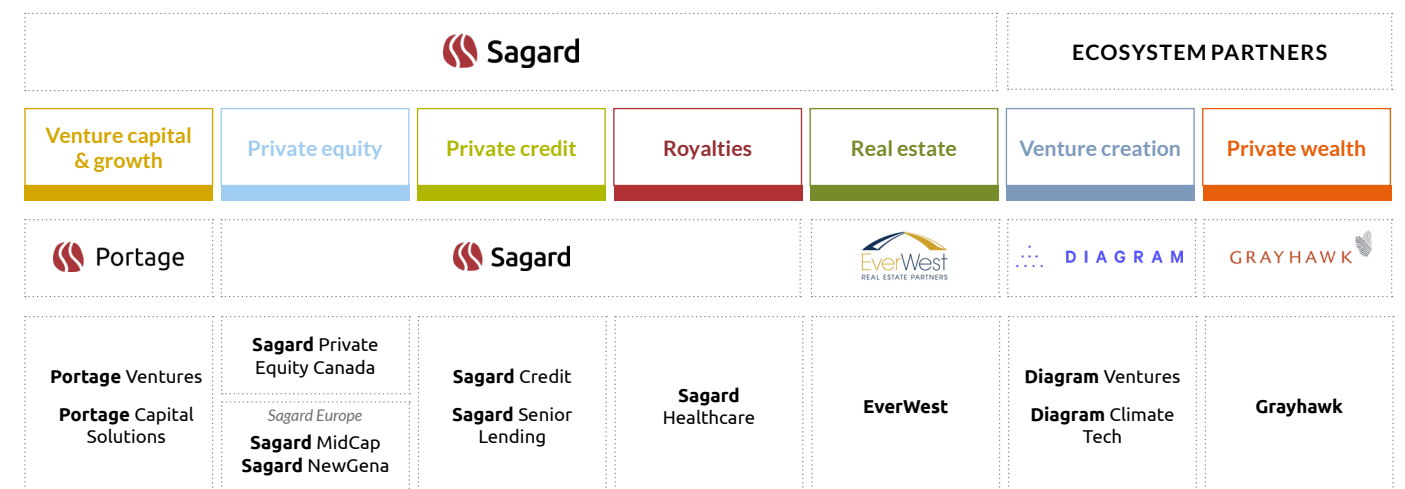 Sagard
ECOSYSTEM PARTNERS
Venture capital
& growth
Private equity
Private credit
Royalties
Real estate
Venture creation
Private wealth
Portage
Sagard
EverWest
REAL ESTATE PARTNERS
DIAGRAM
GRAYHAWK
Portage Ventures
Portage Capital
Solutions
Sagard Private
Equity Canada
Sagard Europe
Sagard MidCap
Sagard NewGena
Sagard Credit
Sagard Senior
Lending
Sagard
Healthcare
EverWest
Diagram Ventures
Diagram Climate
Tech
Grayhawk